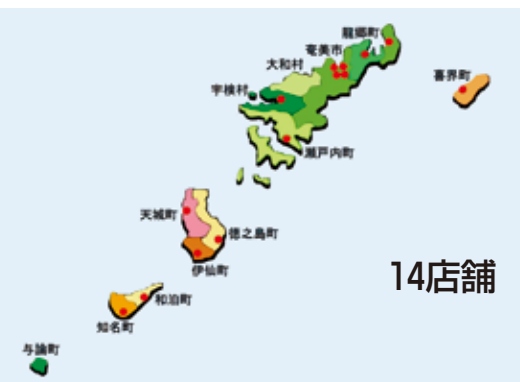 龍郷町
奄美市
大和村
喜界町
宇検村
瀬戸内町
天城町
徳之島町
伊仙町
14店舗
和泊町
知名町
与論町